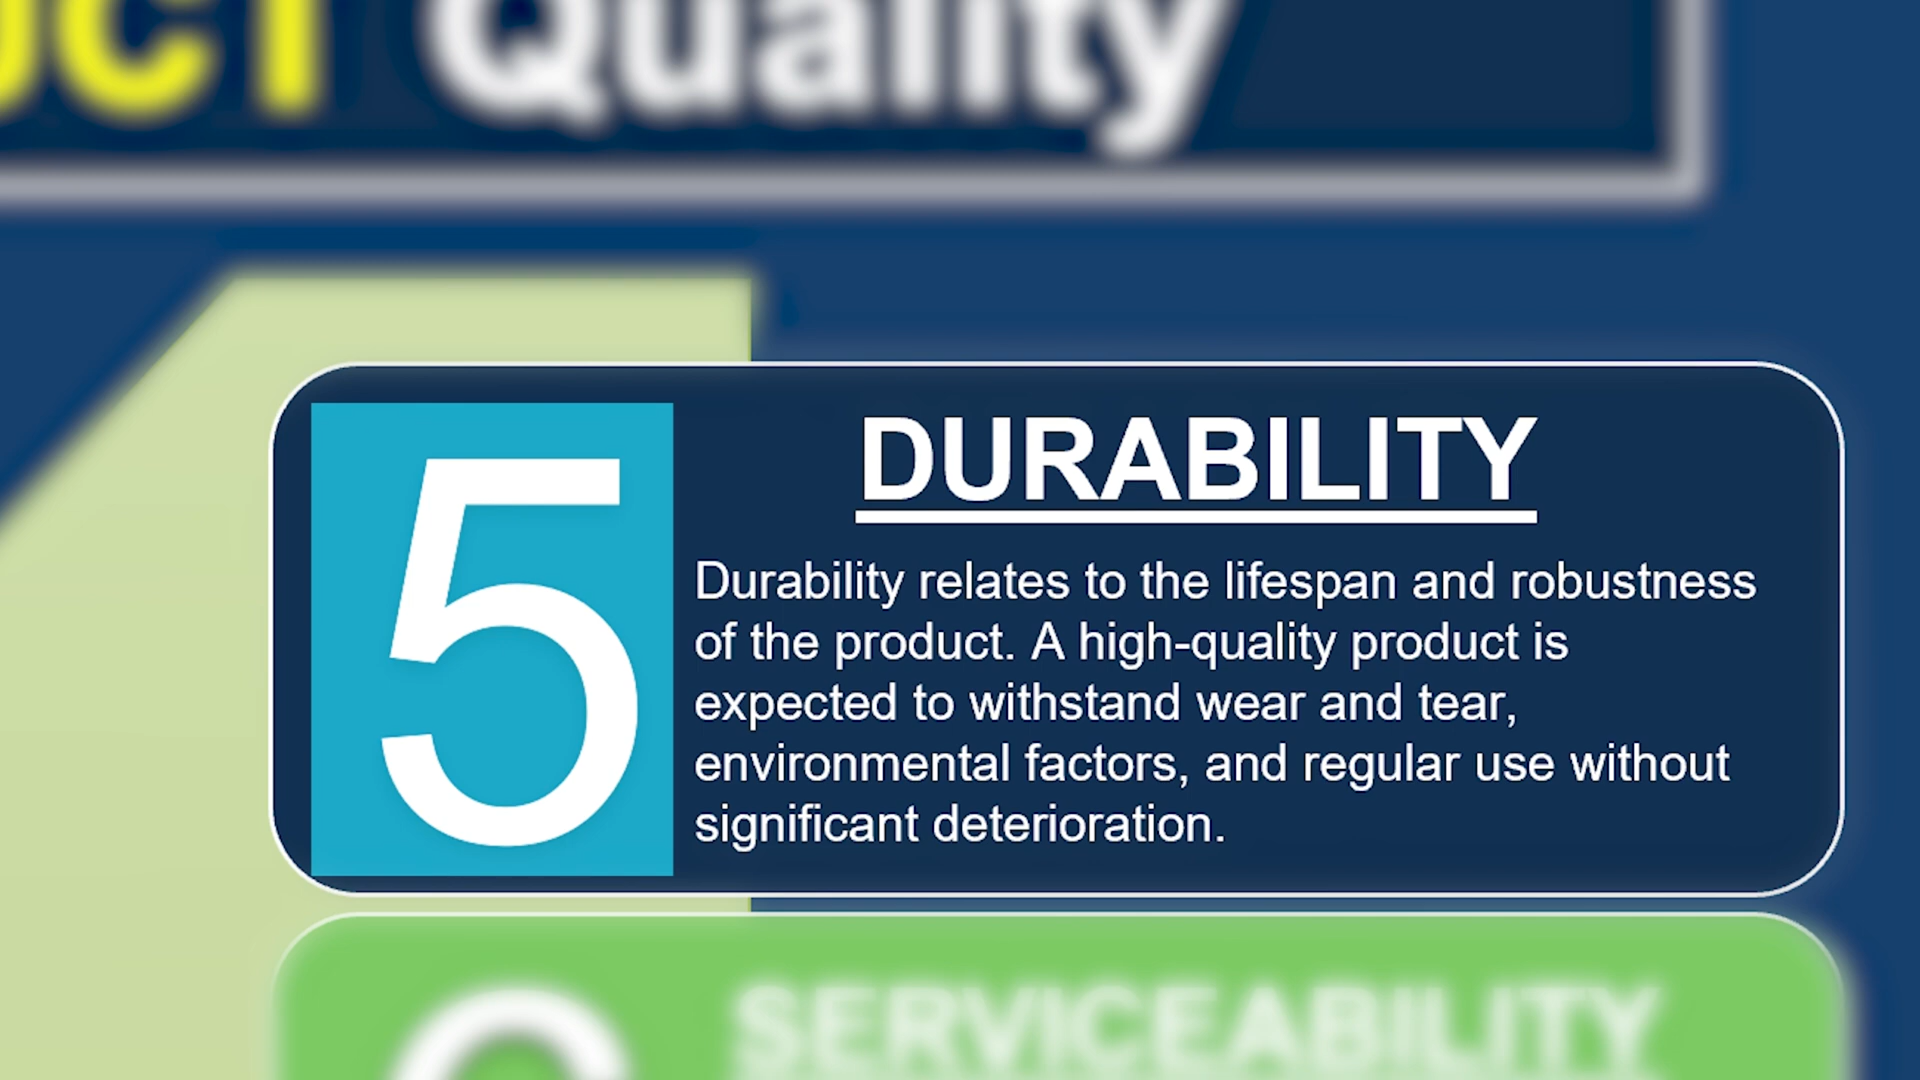 Quality
5
DURABILITY
Durability relates to the lifespan and robustness
of the product. A high-quality product is
expected to withstand wear and tear,
environmental factors, and regular use without
significant deterioration.
SERVICEABILITY